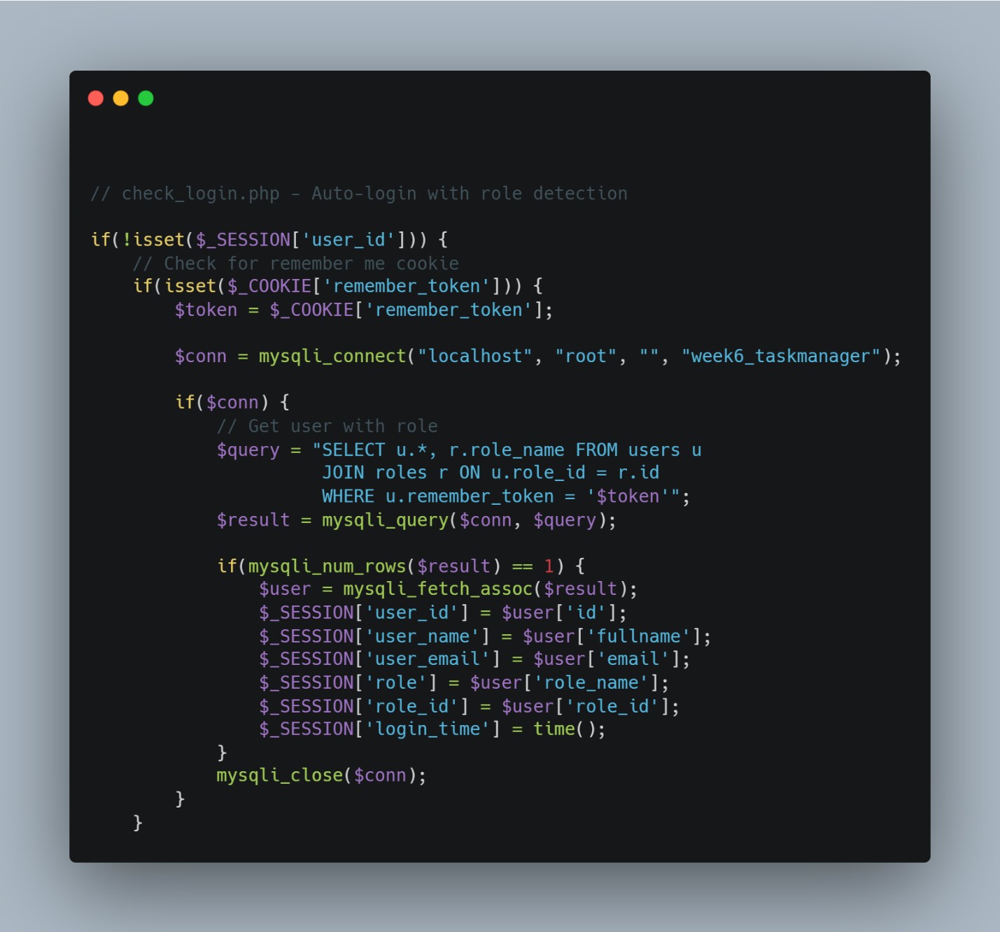 // check_login.php - Auto-login with role detection
if(!isset($_SESSION['user_id'])) {
    // Check for remember me cookie
    if(isset($_COOKIE['remember_token'])) {
        $token = $_COOKIE['remember_token'];
        $conn = mysqli_connect("localhost", "root", "", "week6_taskmanager");
        if($conn) {
            // Get user with role
            $query = "SELECT u.*, r.role_name FROM users u
                      JOIN roles r ON u.role_id = r.id
                      WHERE u.remember_token = '$token'";
            $result = mysqli_query($conn, $query);
            if(mysqli_num_rows($result) == 1) {
                $user = mysqli_fetch_assoc($result);
                $_SESSION['user_id'] = $user['id'];
                $_SESSION['user_name'] = $user['fullname'];
                $_SESSION['user_email'] = $user['email'];
                $_SESSION['role'] = $user['role_name'];
                $_SESSION['role_id'] = $user['role_id'];
                $_SESSION['login_time'] = time();
            }
            mysqli_close($conn);
        }
    }